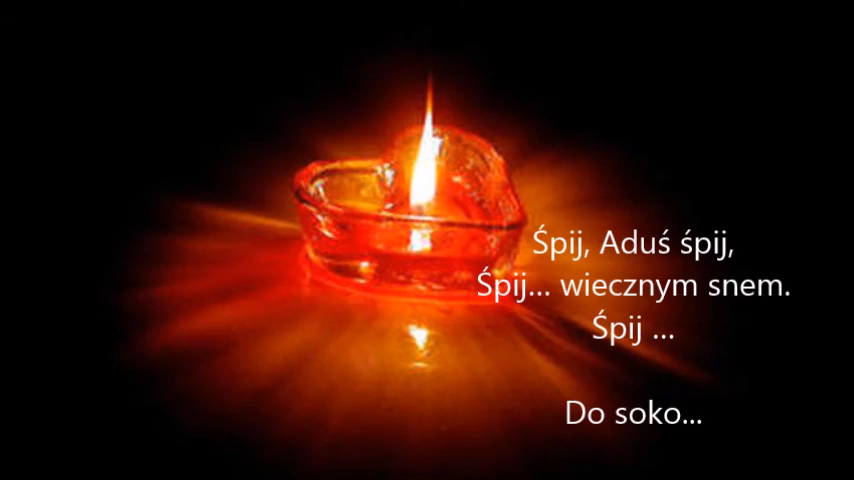 Śpij, Aduś śpij,
Śpij... wiecznym snem.
Śpij ...
Do soko...